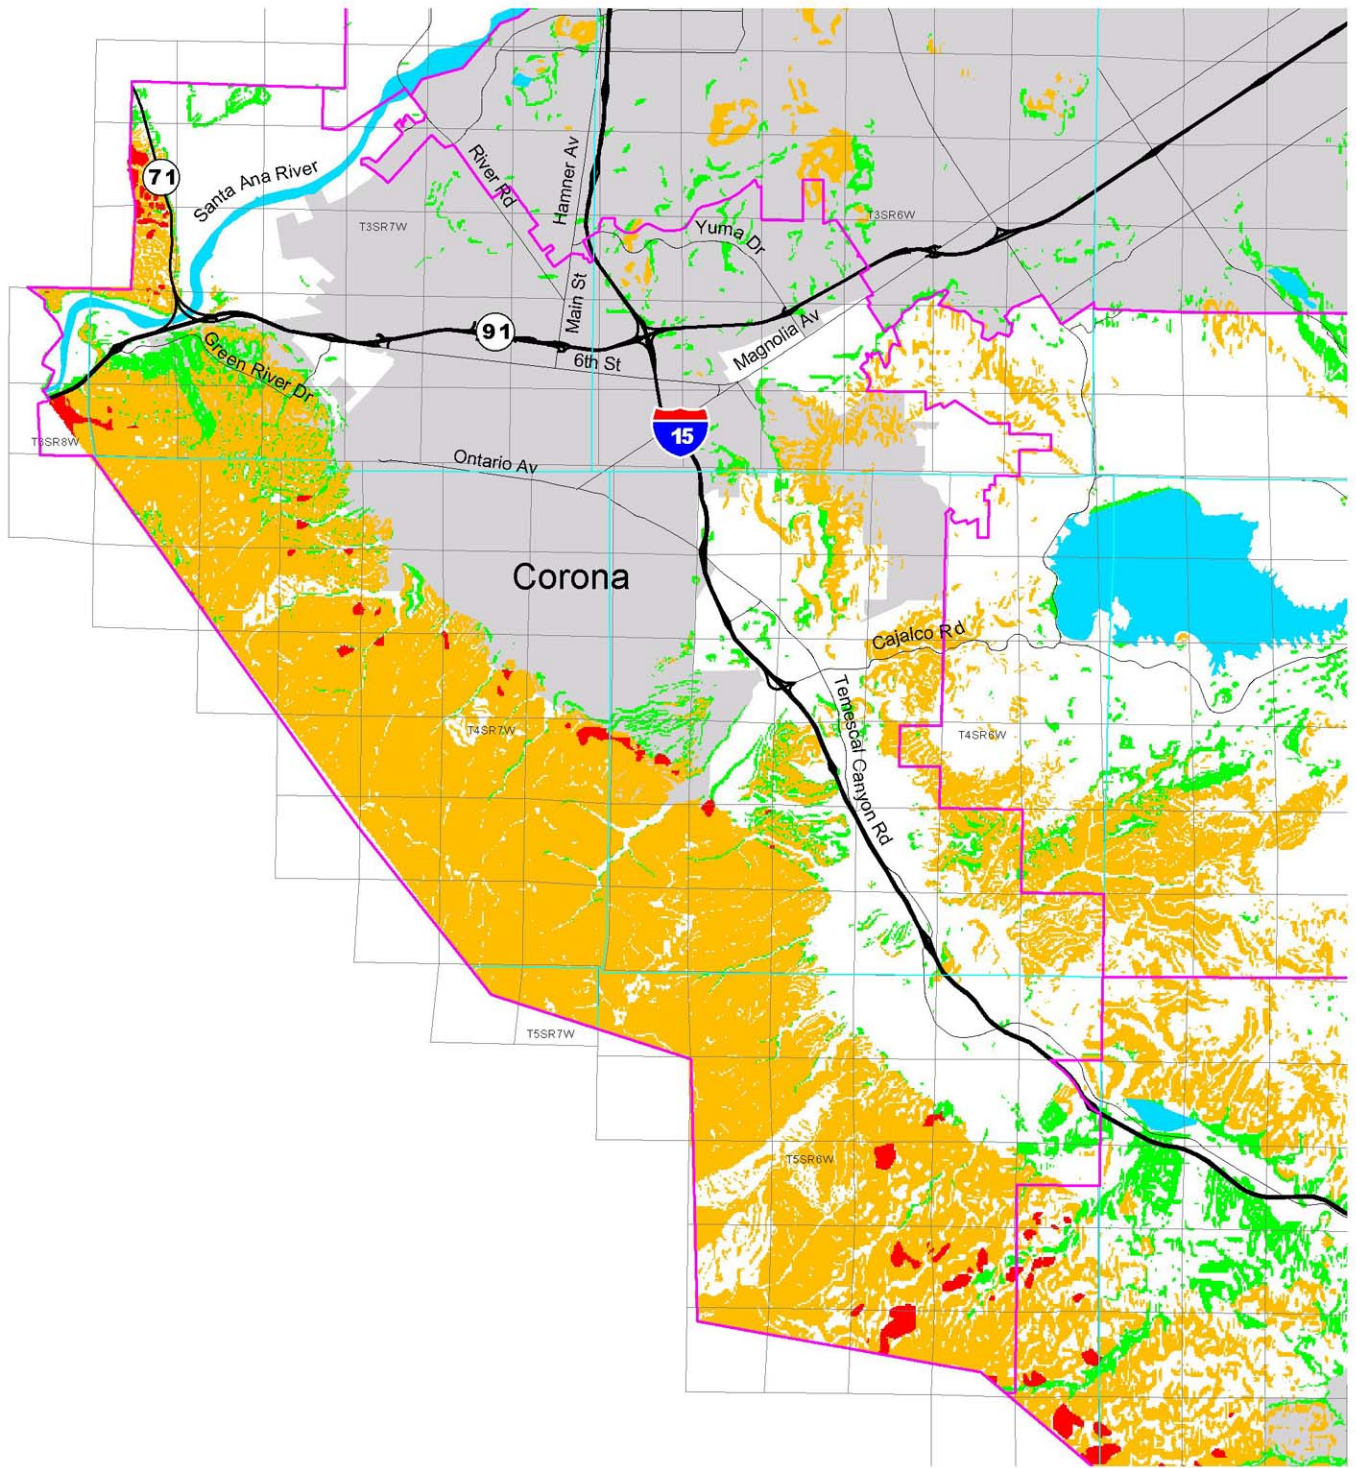 71
Santa Ana River
River Rd
Hamner Av
T3SR7W
T3SR6W
Yuma Dr
Main St
91
6th St
Magnolia Av
Green River Dr
15
T3SR8W
Ontario Av
Corona
Cajalco Rd
Temescal Canyon Rd
T4SR7W
T4SR6W
T5SR7W
T5SR6W